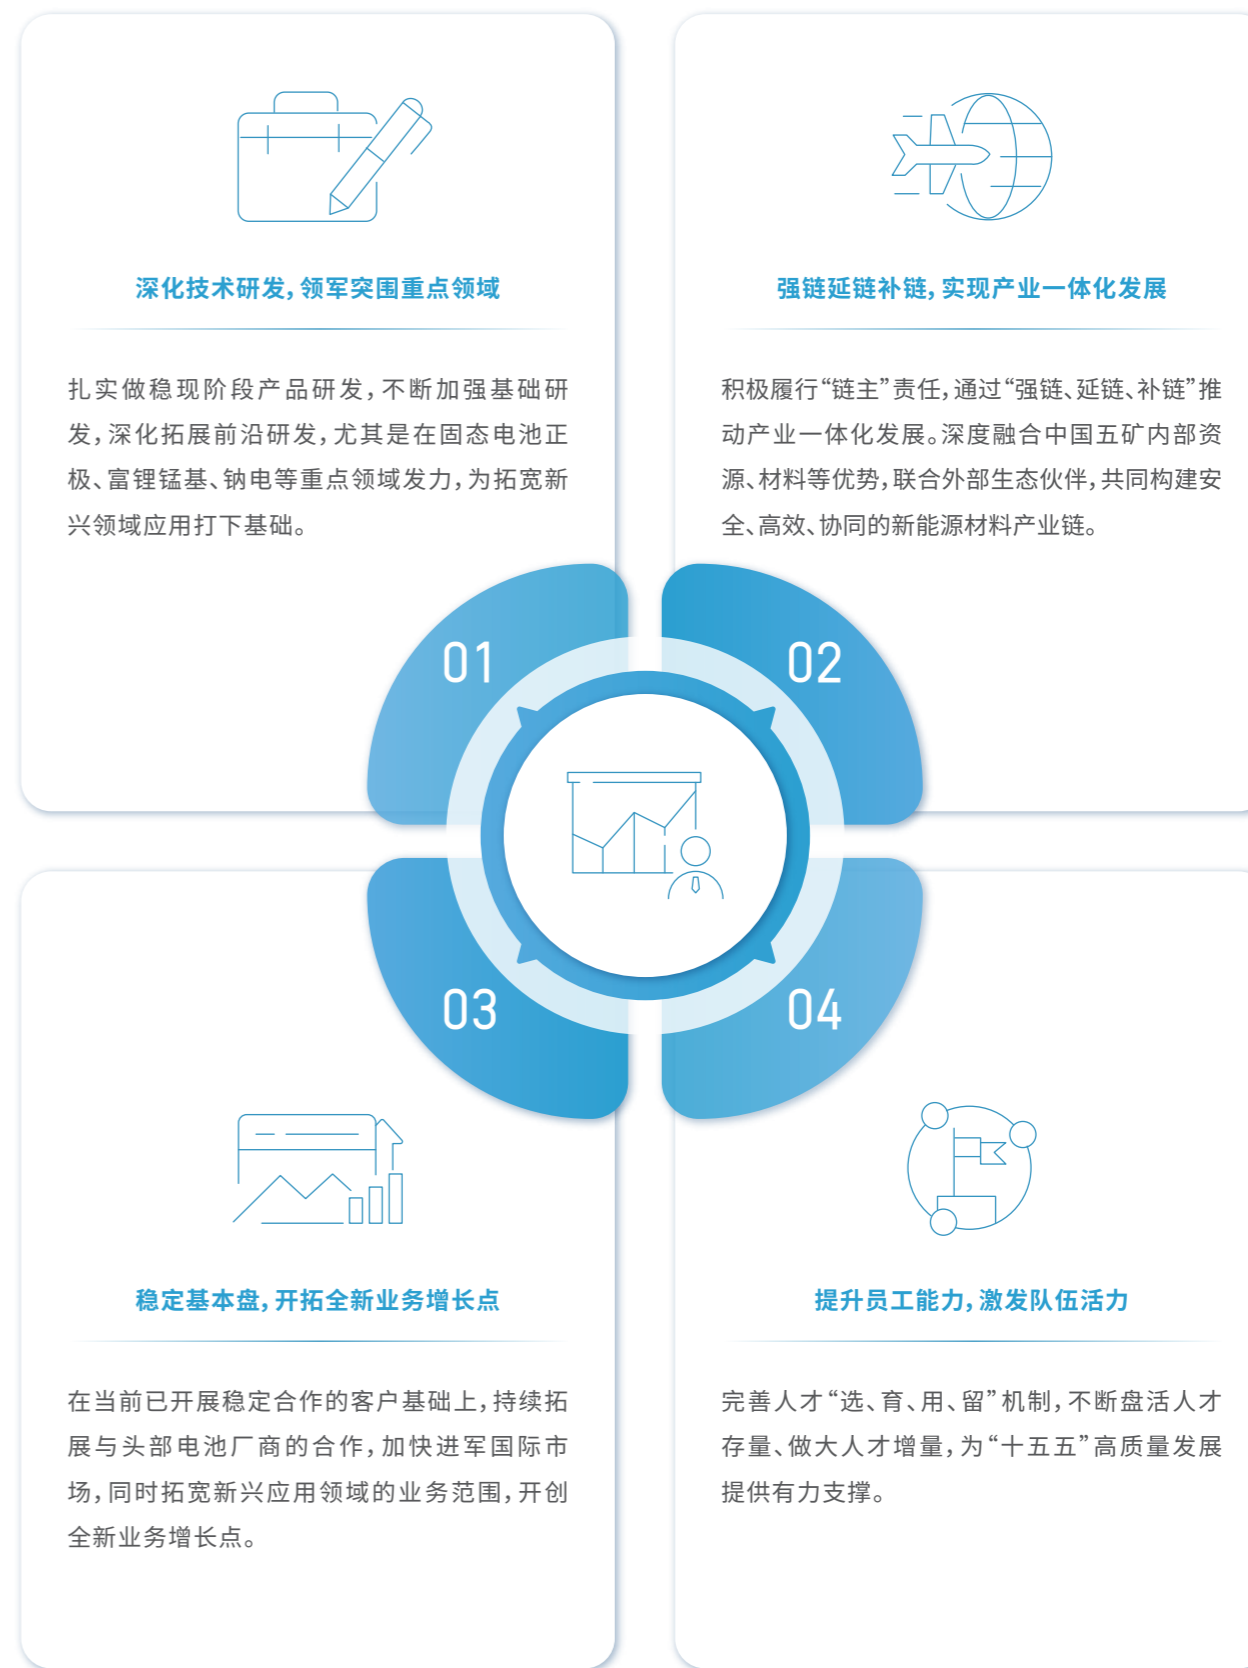 深化技术研发，领军突围重点领域
扎实做稳现阶段产品研发，不断加强基础研
发，深化拓展前沿研发，尤其是在固态电池正
极、富锂锰基、钠电等重点领域发力，为拓宽新
兴领域应用打下基础。
01
强链延链补链，实现产业一体化发展
积极履行“链主”责任，通过“强链、延链、补链”推
动产业一体化发展。深度融合中国五矿内部资
源、材料等优势，联合外部生态伙伴，共同构建安
全、高效、协同的新能源材料产业链。
02
03
稳定基本盘，开拓全新业务增长点
在当前已开展稳定合作的客户基础上，持续拓
展与头部电池厂商的合作，加快进军国际市
场，同时拓宽新兴应用领域的业务范围，开创
全新业务增长点。
04
提升员工能力，激发队伍活力
完善人才“选、育、用、留”机制，不断盘活人才
存量、做大人才增量，为“十五五”高质量发展
提供有力支撑。